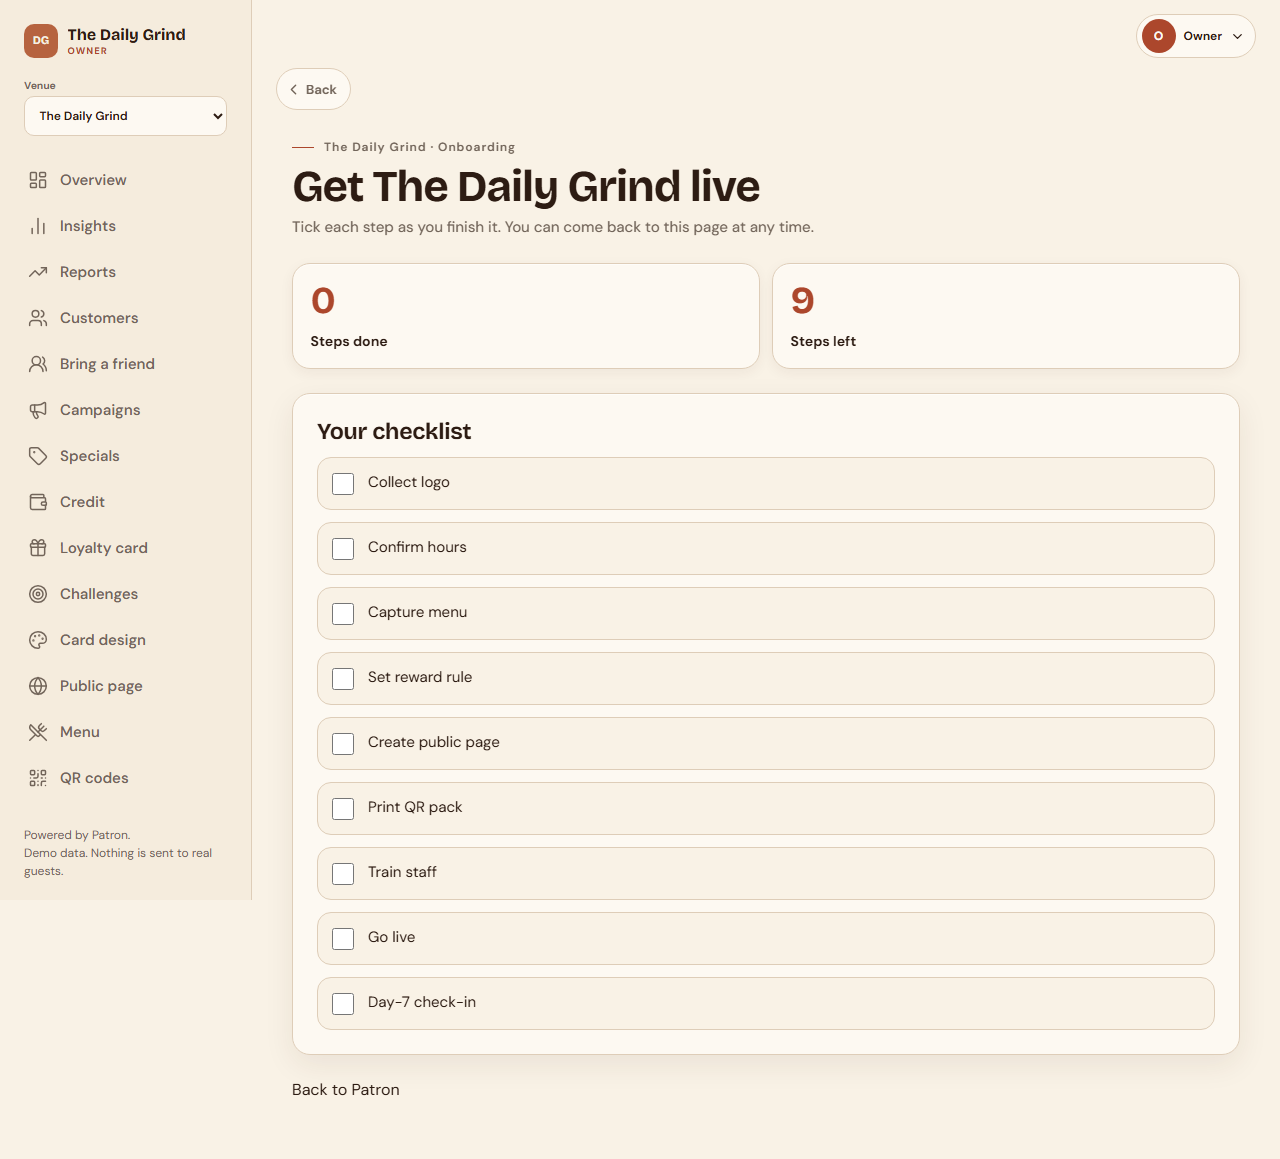 DG
The Daily Grind
OWNER
Venue
The Daily Grind
Overview
Insights
Reports
Customers
Bring a friend
Campaigns
Specials
Credit
Loyalty card
Challenges
Card design
Public page
Menu
QR codes
Powered by Patron.
Demo data. Nothing is sent to real
guests.
O
Owner
Back
The Daily Grind · Onboarding
Get The Daily Grind live
Tick each step as you finish it. You can come back to this page at any time.
0
Steps done
9
Steps left
Your checklist
Collect logo
Confirm hours
Capture menu
Set reward rule
Create public page
Print QR pack
Train staff
Go live
Day-7 check-in
Back to Patron